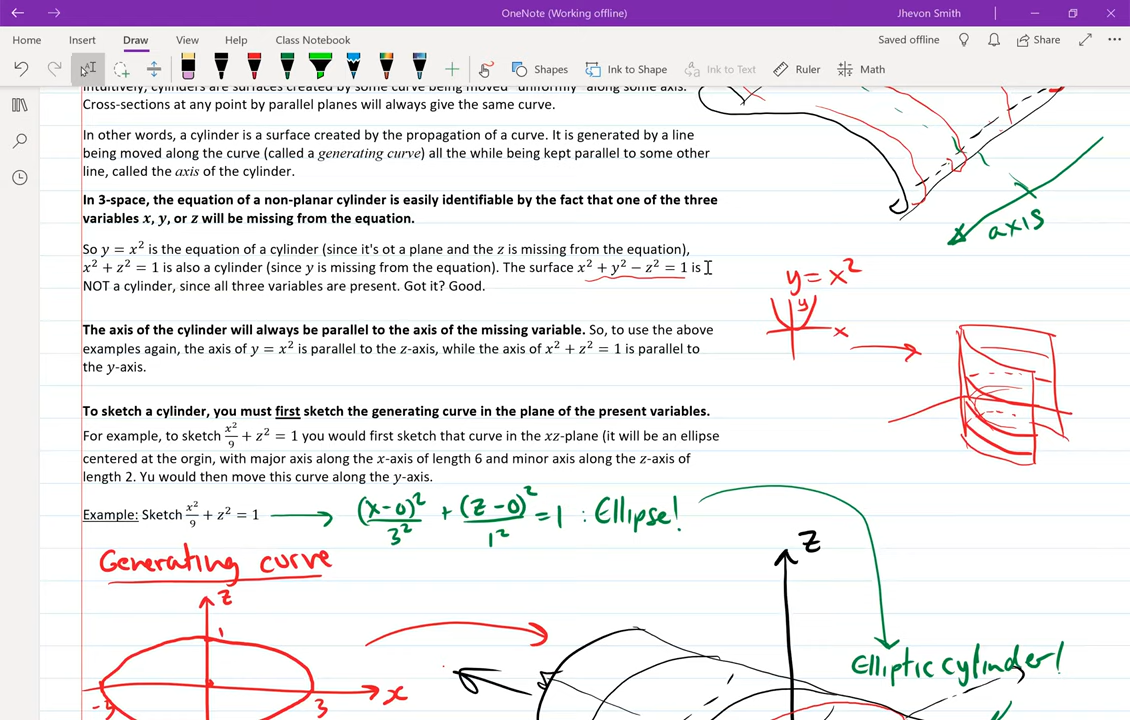 OneNote (Working offline)
Jhevon Smith
Home Insert Draw View Help Class Notebook
Saved offline Share
Shapes Ink to Shape Ink to Text Ruler Math
Intuitively, cylinders are surfaces created by some curve being moved "uniformly" along some axis.
Cross-sections at any point by parallel planes will always give the same curve.
In other words, a cylinder is a surface created by the propagation of a curve. It is generated by a line
being moved along the curve (called a generating curve) all the while being kept parallel to some other
line, called the axis of the cylinder.
axis
In 3-space, the equation of a non-planar cylinder is easily identifiable by the fact that one of the three
variables x, y, or z will be missing from the equation.
So y = x² is the equation of a cylinder (since it's ot a plane and the z is missing from the equation),
x² + z² = 1 is also a cylinder (since y is missing from the equation). The surface x² + y² − z² = 1 is
NOT a cylinder, since all three variables are present. Got it? Good.
y = x²
y
x
The axis of the cylinder will always be parallel to the axis of the missing variable. So, to use the above
examples again, the axis of y = x² is parallel to the z-axis, while the axis of x² + z² = 1 is parallel to
the y-axis.
To sketch a cylinder, you must first sketch the generating curve in the plane of the present variables.
For example, to sketch x²/9 + z² = 1 you would first sketch that curve in the xz-plane (it will be an ellipse
centered at the orgin, with major axis along the x-axis of length 6 and minor axis along the z-axis of
length 2. Yu would then move this curve along the y-axis.
Example: Sketch x²/9 + z² = 1
(x-0)²/3² + (z-0)²/1² = 1 : Ellipse!
Generating curve
z
1
-3
3
x
z
Elliptic cylinder!